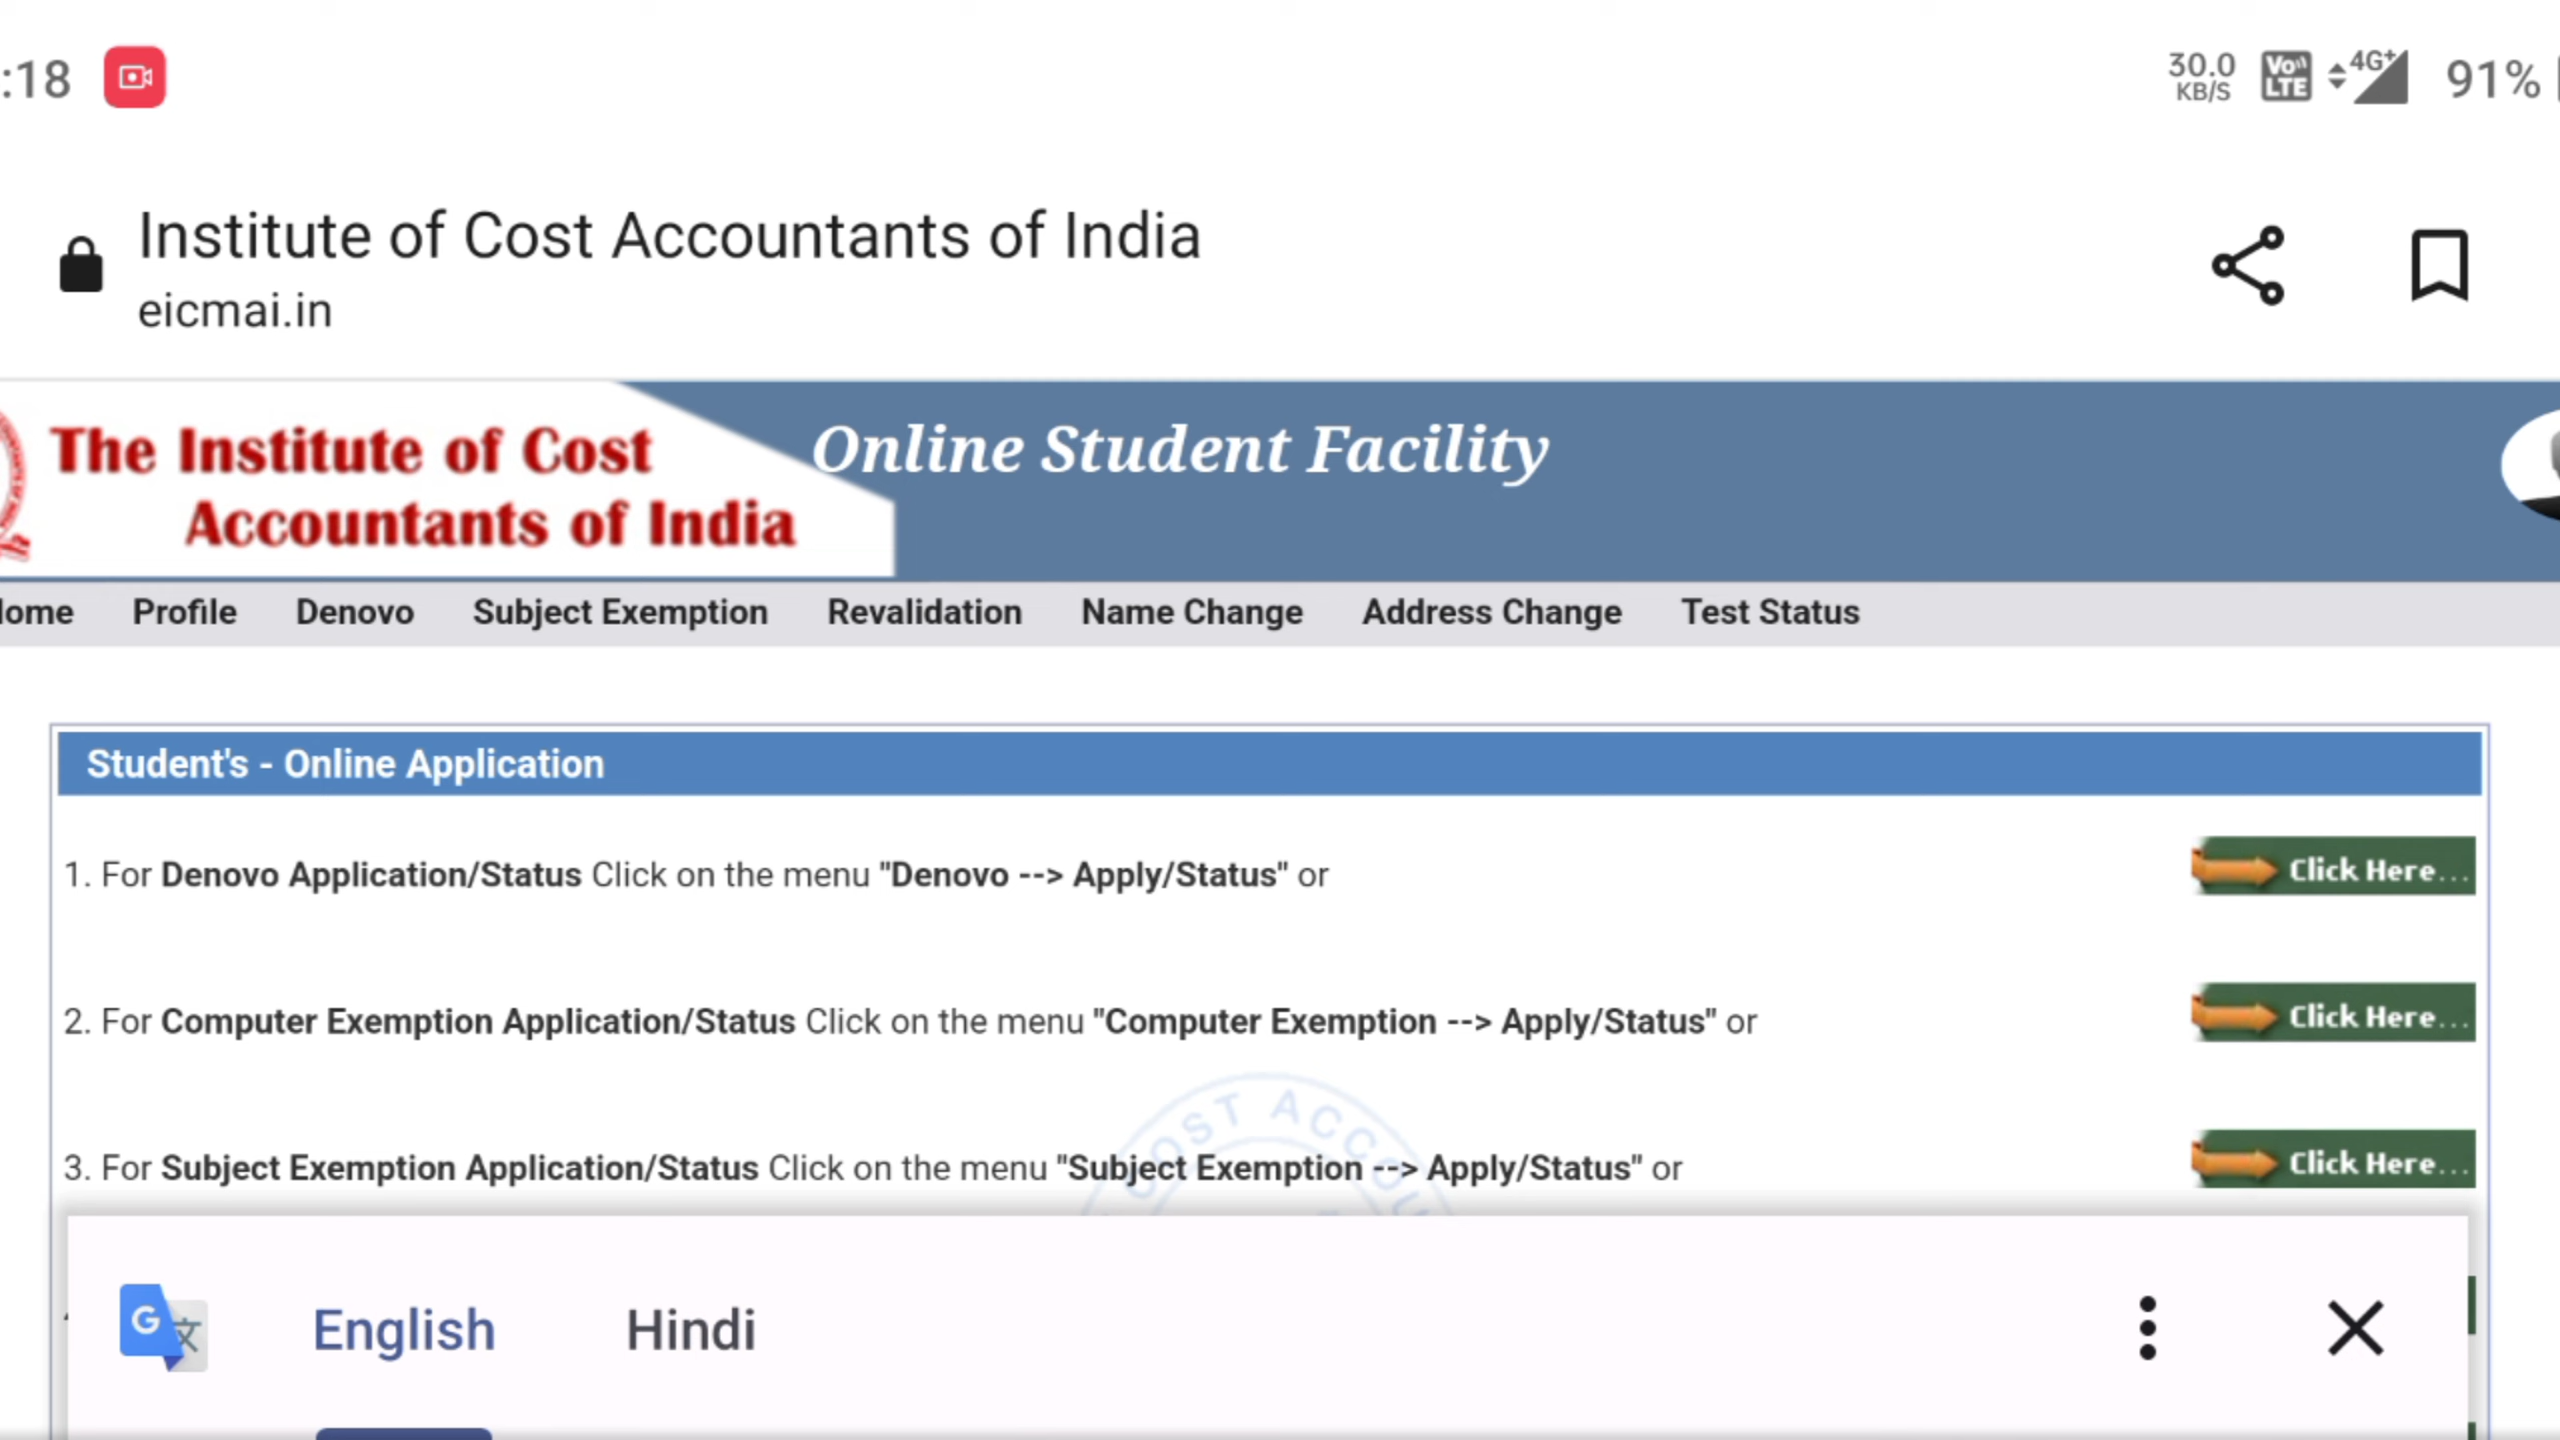 :18
30.0
KB/S
Vo
LTE
4G+
91%
Institute of Cost Accountants of India
eicmai.in
The Institute of Cost
Accountants of India
Online Student Facility
ome Profile Denovo Subject Exemption Revalidation Name Change Address Change Test Status
Student's - Online Application
1. For Denovo Application/Status Click on the menu "Denovo --> Apply/Status" or
Click Here...
2. For Computer Exemption Application/Status Click on the menu "Computer Exemption --> Apply/Status" or
Click Here...
COST ACCOU
3. For Subject Exemption Application/Status Click on the menu "Subject Exemption --> Apply/Status" or
Click Here...
G 文
English Hindi